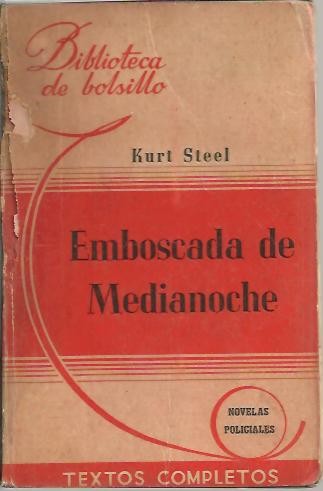 Biblioteca
de bolsillo
Kurt Steel
Emboscada de
Medianoche
NOVELAS
POLICIALES
TEXTOS COMPLETOS